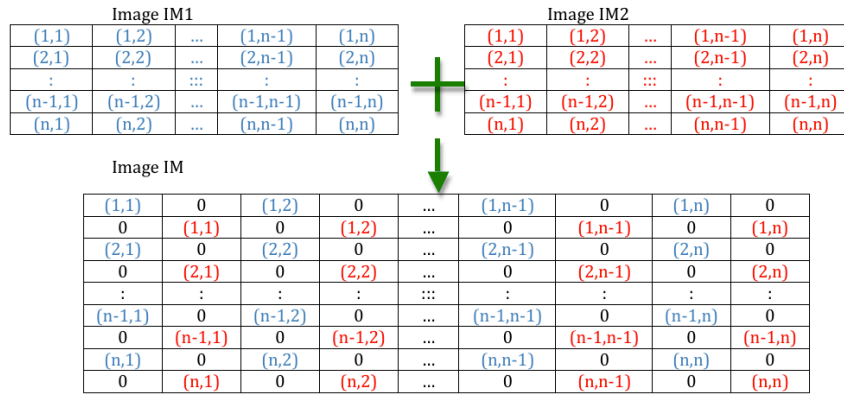 Image IM1 Image IM2
(1,1) (1,2) ... (1,n-1) (1,n) (1,1) (1,2) ... (1,n-1) (1,n)
(2,1) (2,2) ... (2,n-1) (2,n) (2,1) (2,2) ... (2,n-1) (2,n)
: : ::: : : : : ::: : :
(n-1,1) (n-1,2) ... (n-1,n-1) (n-1,n) (n-1,1) (n-1,2) ... (n-1,n-1) (n-1,n)
(n,1) (n,2) ... (n,n-1) (n,n) (n,1) (n,2) ... (n,n-1) (n,n)
Image IM
(1,1) 0 (1,2) 0 ... (1,n-1) 0 (1,n) 0
0 (1,1) 0 (1,2) ... 0 (1,n-1) 0 (1,n)
(2,1) 0 (2,2) 0 ... (2,n-1) 0 (2,n) 0
0 (2,1) 0 (2,2) ... 0 (2,n-1) 0 (2,n)
: : : : ::: : : : :
(n-1,1) 0 (n-1,2) 0 ... (n-1,n-1) 0 (n-1,n) 0
0 (n-1,1) 0 (n-1,2) ... 0 (n-1,n-1) 0 (n-1,n)
(n,1) 0 (n,2) 0 ... (n,n-1) 0 (n,n) 0
0 (n,1) 0 (n,2) ... 0 (n,n-1) 0 (n,n)